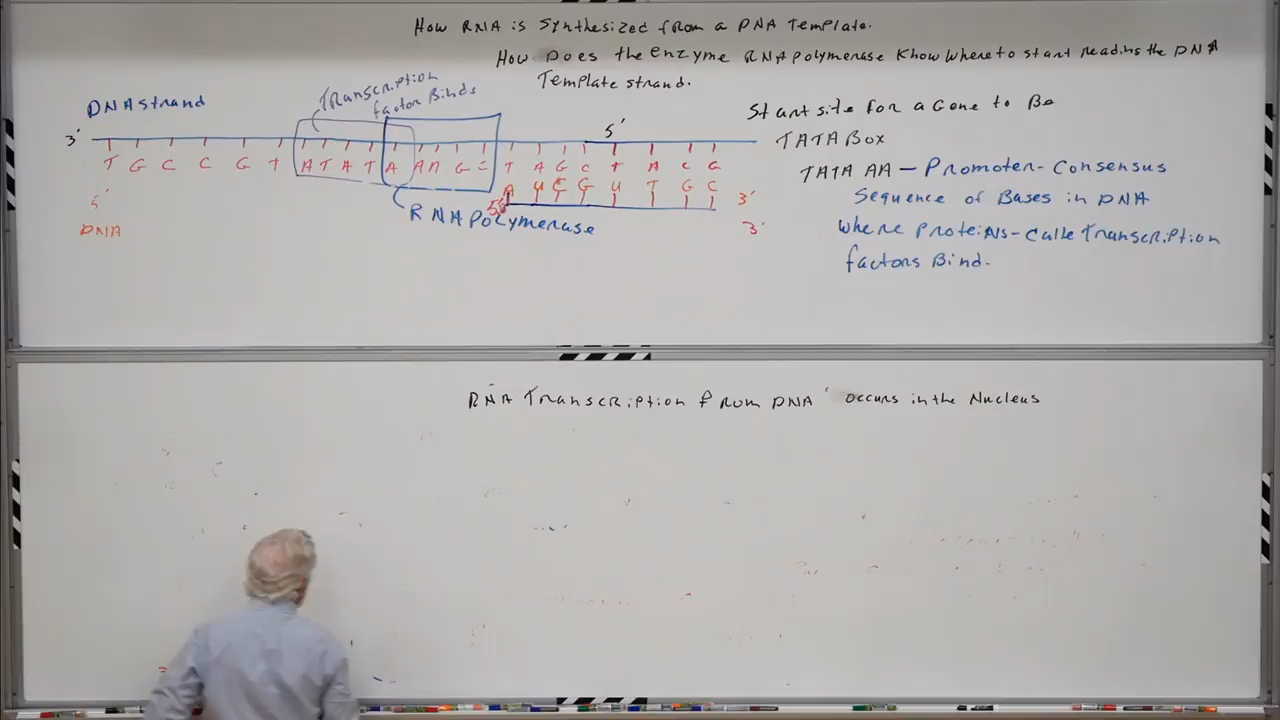 How RNA is Synthesized from a DNA Template.
How Does the enzyme RNA Polymerase Know where to start reading the DNA
Template strand.
Transcription
factor Binds
DNA strand
Start site for a Gene to Be
3'
5'
TATA Box
T G C C G T A T A T A A G T A G C T A C G
TATA AA – Promoter - Consensus
A U C G U T G C
5'
3'
Sequence of Bases in DNA
5'
RNA Polymerase
DNA
3'
where Proteins - Calle Transcription
factors Bind.
RNA Transcription from DNA occurs in the Nucleus